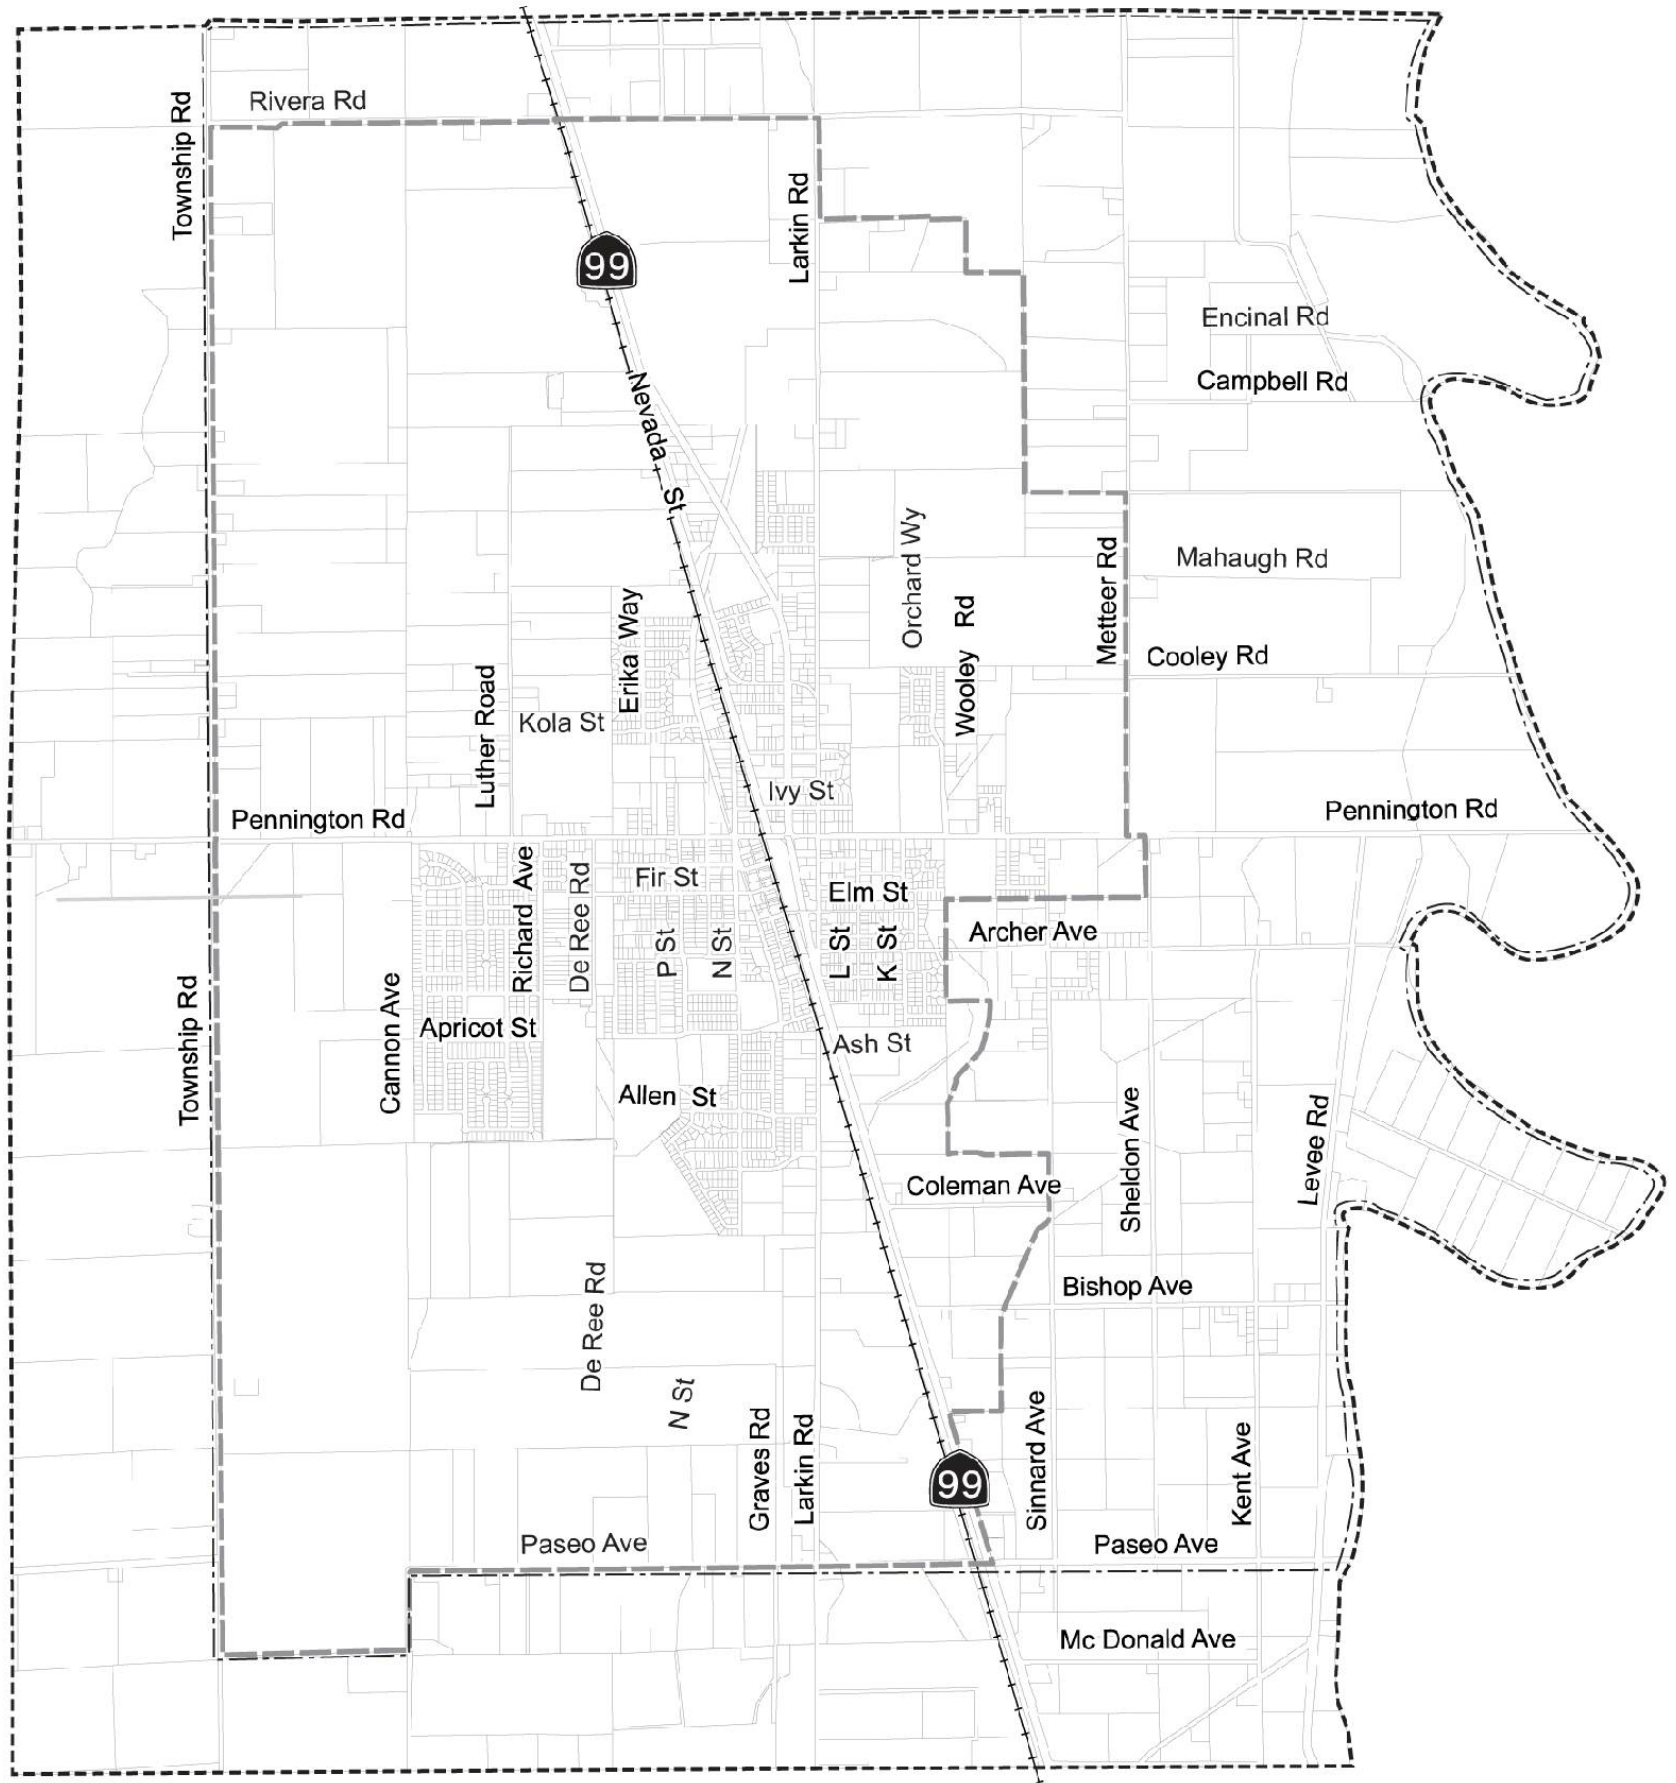 Rivera Rd
Township Rd
Larkin Rd
99
Encinal Rd
Campbell Rd
Nevada St
Orchard Wy
Mahaugh Rd
Metteer Rd
Erika Way
Wooley Rd
Cooley Rd
Luther Road
Kola St
Ivy St
Pennington Rd
Pennington Rd
Richard Ave
De Ree Rd
Fir St
Elm St
P St
N St
L St
K St
Archer Ave
Township Rd
Cannon Ave
Apricot St
Ash St
Allen St
Sheldon Ave
Levee Rd
Coleman Ave
De Ree Rd
Bishop Ave
N St
Graves Rd
Larkin Rd
99
Sinnard Ave
Kent Ave
Paseo Ave
Paseo Ave
Mc Donald Ave